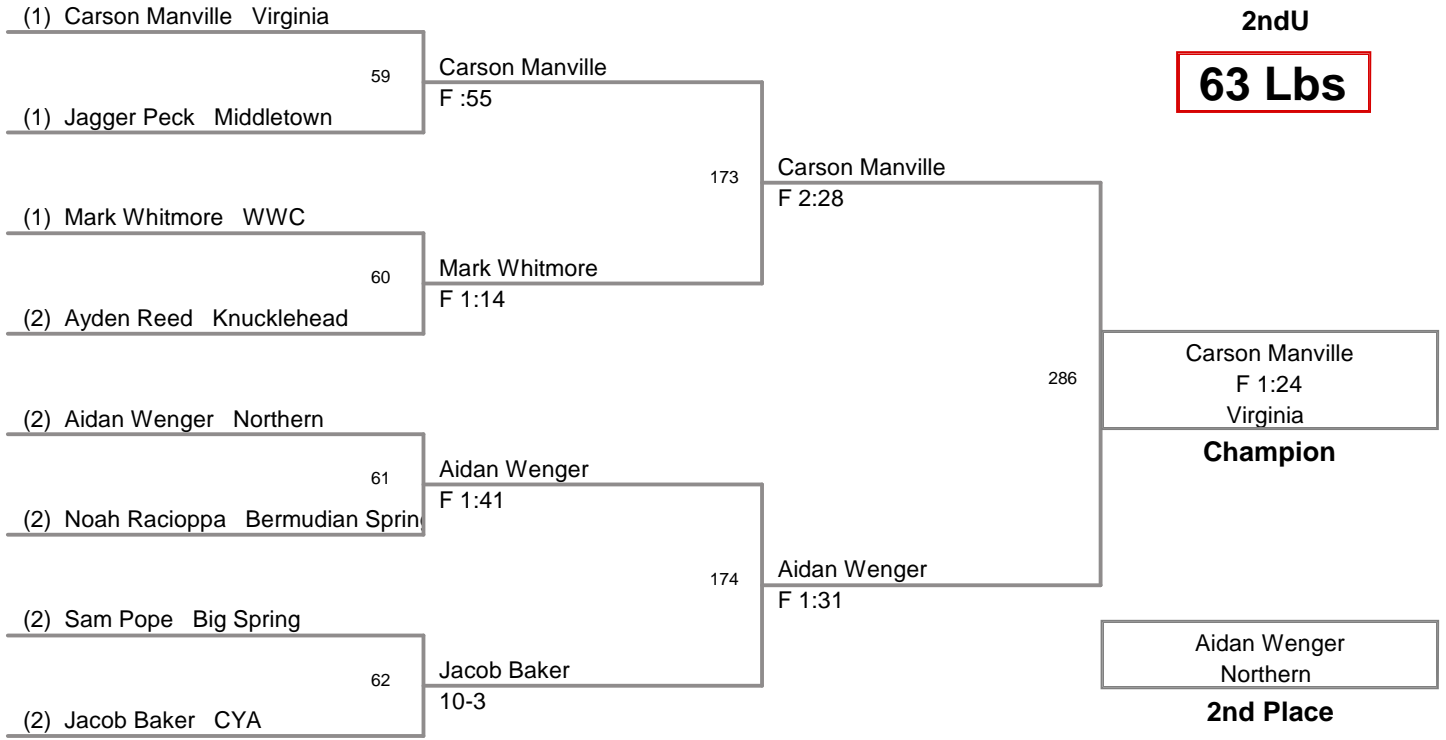 (1) Carson Manville Virginia
2ndU
59
Carson Manville
F :55
63 Lbs
(1) Jagger Peck Middletown
173
Carson Manville
F 2:28
(1) Mark Whitmore WWC
60
Mark Whitmore
F 1:14
(2) Ayden Reed Knucklehead
286
Carson Manville
F 1:24
Virginia
Champion
(2) Aidan Wenger Northern
61
Aidan Wenger
F 1:41
(2) Noah Racioppa Bermudian Spring
174
Aidan Wenger
F 1:31
(2) Sam Pope Big Spring
62
Jacob Baker
10-3
(2) Jacob Baker CYA
Aidan Wenger
Northern
2nd Place